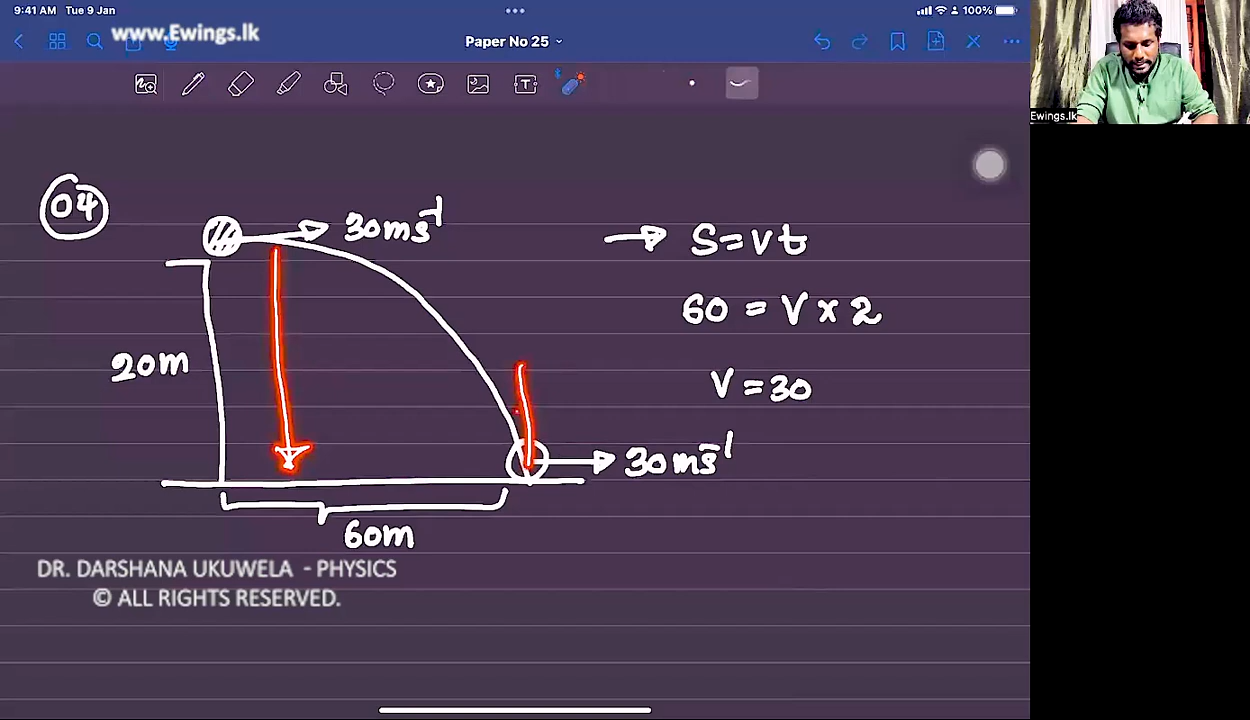 9:41 AM Tue 9 Jan
100%
www.Ewings.lk
Paper No 25
T
Ewings.lk
04
30ms⁻¹
S = vt
60 = V × 2
20m
V = 30
30ms⁻¹
60m
DR. DARSHANA UKUWELA - PHYSICS
© ALL RIGHTS RESERVED.